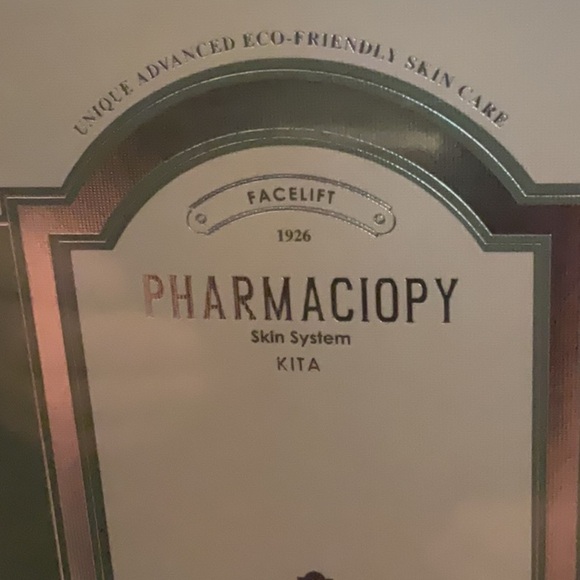 UNIQUE ADVANCED ECO-FRIENDLY SKIN CARE
FACELIFT
1926
PHARMACIOPY
Skin System
KITA